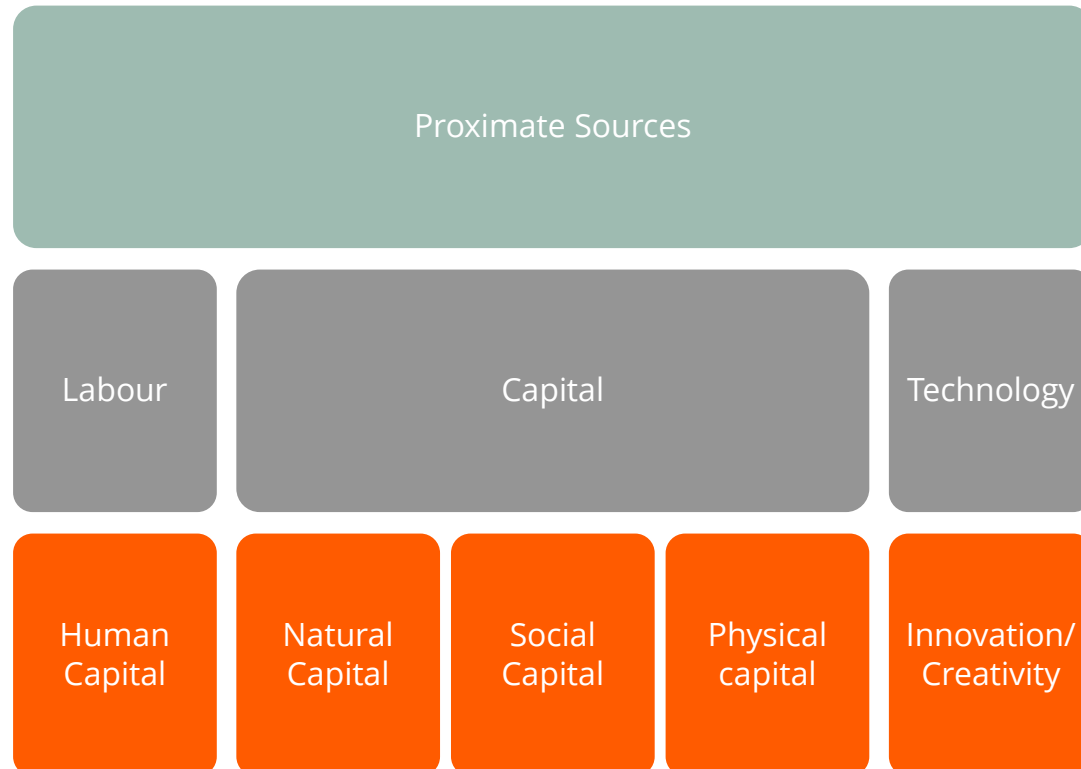 Proximate Sources
Labour
Capital
Technology
Human
Capital
Natural
Capital
Social
Capital
Physical
capital
Innovation/
Creativity